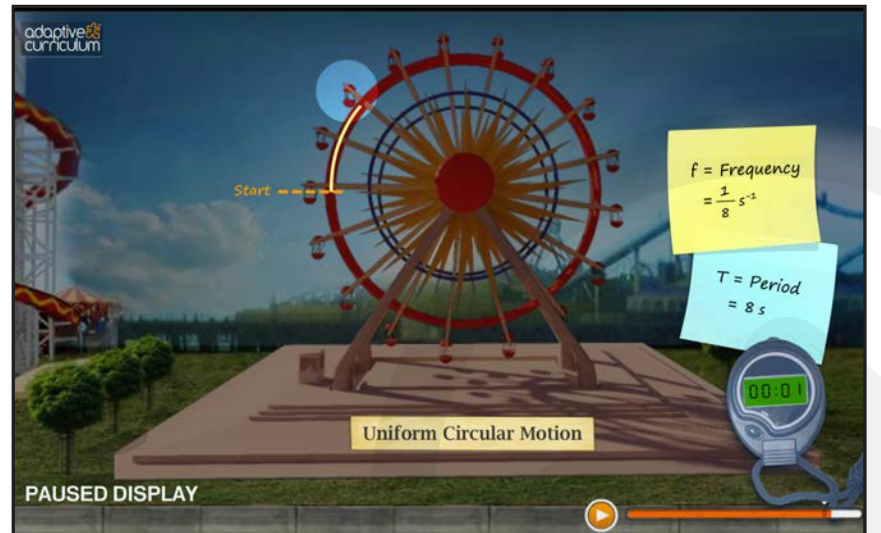 adaptive
curriculum
Start
f = Frequency
= 1/8 s⁻¹
T = Period
= 8 s
00:01
Uniform Circular Motion
PAUSED DISPLAY